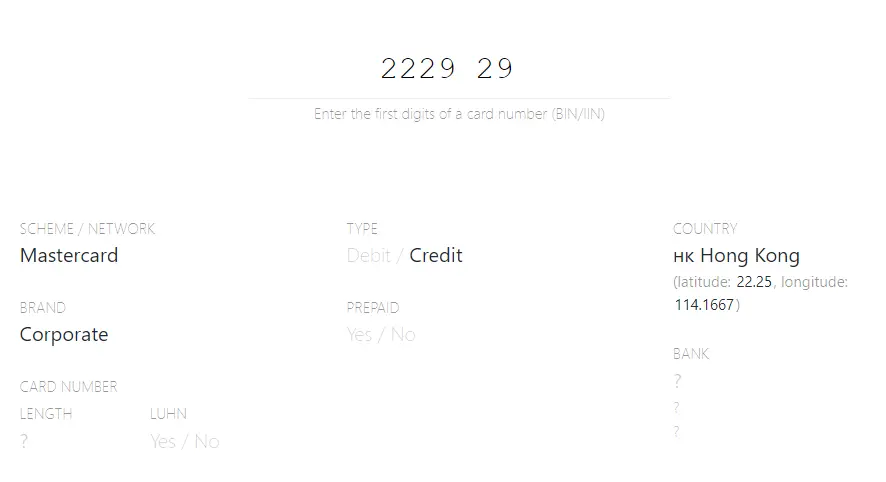 2229 29
Enter the first digits of a card number (BIN/IIN)
SCHEME / NETWORK
Mastercard
BRAND
Corporate
CARD NUMBER
LENGTH LUHN
? Yes / No
TYPE
Debit / Credit
PREPAID
Yes / No
COUNTRY
ʜᴋ Hong Kong
(latitude: 22.25, longitude:
114.1667)
BANK
?
?
?